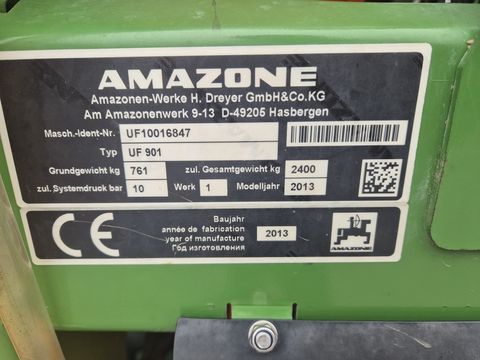 AMAZONE
Amazonen-Werke H. Dreyer GmbH&Co.KG
Am Amazonenwerk 9-13 D-49205 Hasbergen
Masch.-Ident-Nr. UF10016847
Typ UF 901
Grundgewicht kg 761 zul. Gesamtgewicht kg 2400
zul. Systemdruck bar 10 Werk 1 Modelljahr 2013
CE
Baujahr
année de fabrication
year of manufacture 2013
Год изготовления
AMAZONE